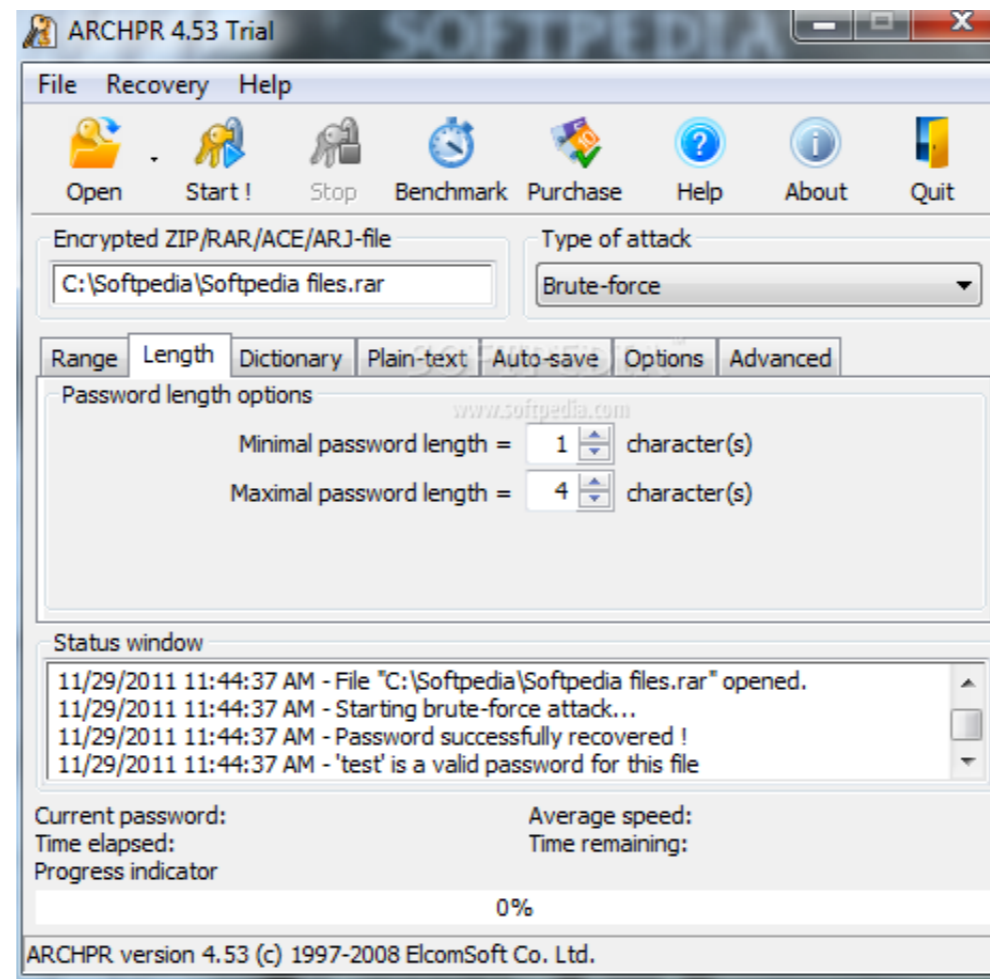 ARCHPR 4.53 Trial
SOFTPEDIA
File Recovery Help
Open Start ! Stop Benchmark Purchase Help About Quit
Encrypted ZIP/RAR/ACE/ARJ-file Type of attack
C:\Softpedia\Softpedia files.rar Brute-force
Range Length Dictionary Plain-text Auto-save Options Advanced
SOFTPEDIA™
Password length options
www.softpedia.com
Minimal password length = 1 character(s)
Maximal password length = 4 character(s)
Status window
11/29/2011 11:44:37 AM - File "C:\Softpedia\Softpedia files.rar" opened.
11/29/2011 11:44:37 AM - Starting brute-force attack...
11/29/2011 11:44:37 AM - Password successfully recovered !
11/29/2011 11:44:37 AM - 'test' is a valid password for this file
Current password: Average speed:
Time elapsed: Time remaining:
Progress indicator
0%
ARCHPR version 4.53 (c) 1997-2008 ElcomSoft Co. Ltd.